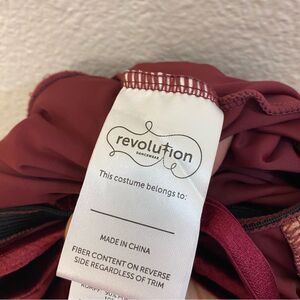 revolution
DANCEWEAR
This costume belongs to:
MADE IN CHINA
FIBER CONTENT ON REVERSE
SIDE REGARDLESS OF TRIM